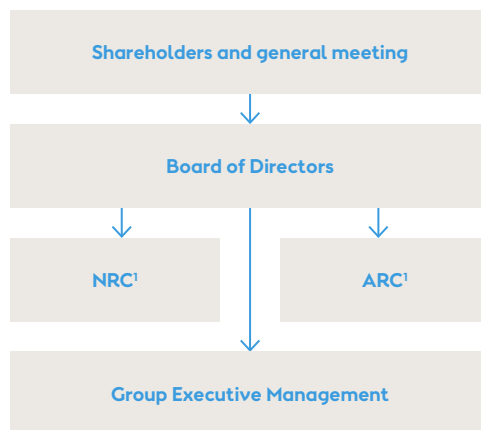 Shareholders and general meeting
Board of Directors
NRC¹
ARC¹
Group Executive Management